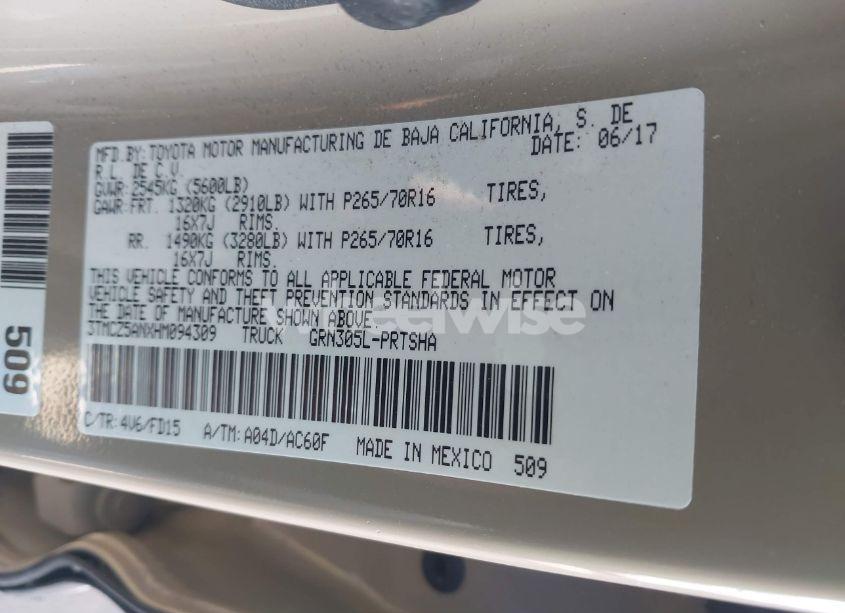 MFD.BY: TOYOTA MOTOR MANUFACTURING DE BAJA CALIFORNIA, S. DE
R.L. DE C.V. DATE: 06/17
GVWR: 2545KG (5600LB)
GAWR: FRT. 1320KG (2910LB) WITH P265/70R16 TIRES,
16X7J RIMS.
RR. 1490KG (3280LB) WITH P265/70R16 TIRES,
16X7J RIMS.
THIS VEHICLE CONFORMS TO ALL APPLICABLE FEDERAL MOTOR
VEHICLE SAFETY AND THEFT PREVENTION STANDARDS IN EFFECT ON
THE DATE OF MANUFACTURE SHOWN ABOVE.
3TMCZ5ANXHM094309 TRUCK GRN305L-PRTSHA
C/TR: 4V6/FD15 A/TM: A04D/AC60F MADE IN MEXICO 509
509
wheelwise